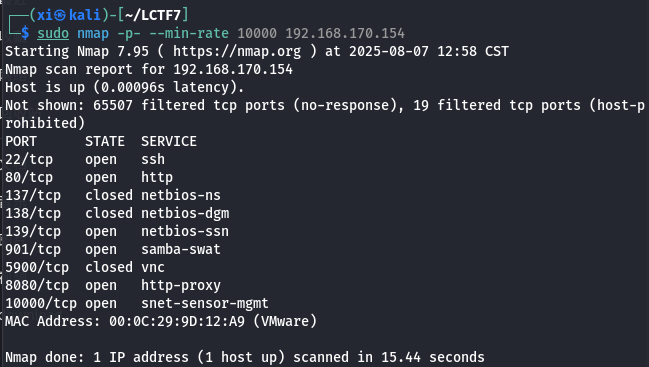 ┌──(xi㉿kali)-[~/LCTF7]
└─$ sudo nmap -p- --min-rate 10000 192.168.170.154
Starting Nmap 7.95 ( https://nmap.org ) at 2025-08-07 12:58 CST
Nmap scan report for 192.168.170.154
Host is up (0.00096s latency).
Not shown: 65507 filtered tcp ports (no-response), 19 filtered tcp ports (host-p
rohibited)
PORT      STATE  SERVICE
22/tcp    open   ssh
80/tcp    open   http
137/tcp   closed netbios-ns
138/tcp   closed netbios-dgm
139/tcp   open   netbios-ssn
901/tcp   open   samba-swat
5900/tcp  closed vnc
8080/tcp  open   http-proxy
10000/tcp open   snet-sensor-mgmt
MAC Address: 00:0C:29:9D:12:A9 (VMware)

Nmap done: 1 IP address (1 host up) scanned in 15.44 seconds